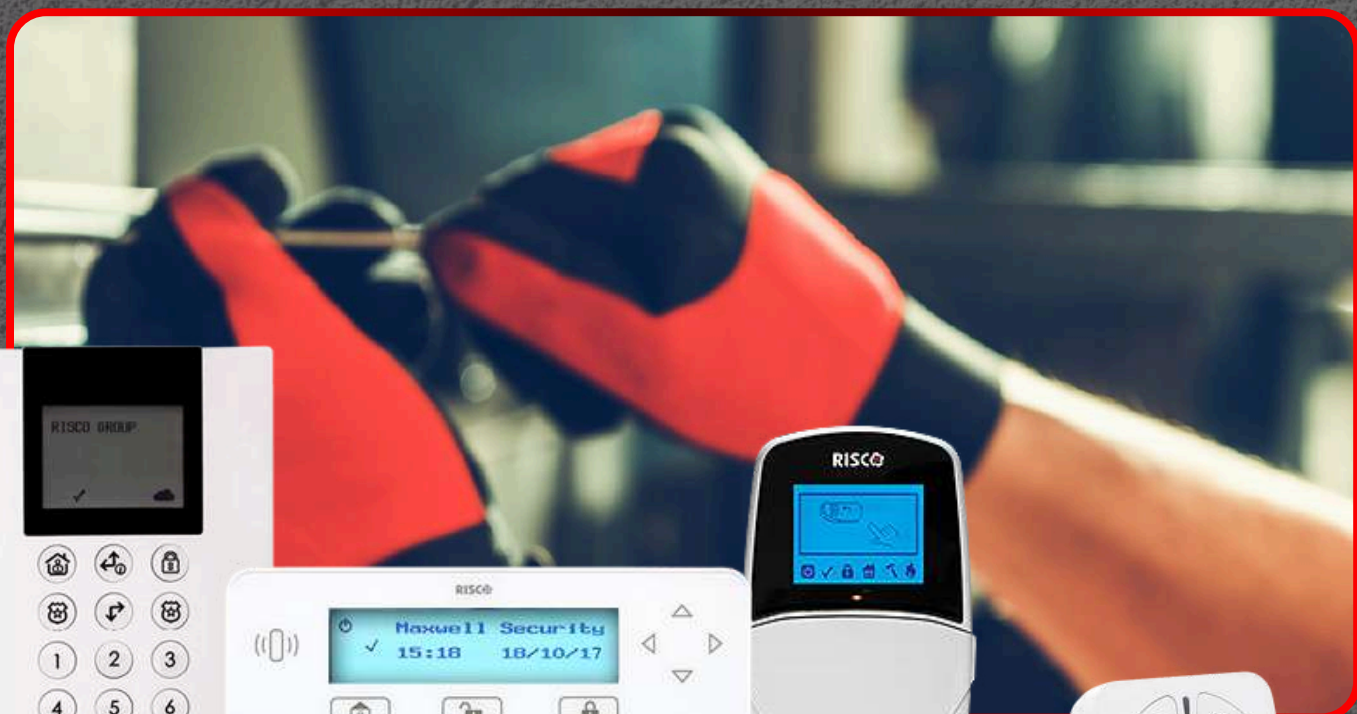 RISCO GROUP
1 2 3
4 5 6
RISCO
Maxwell Security
15:18 18/10/17
RISCO